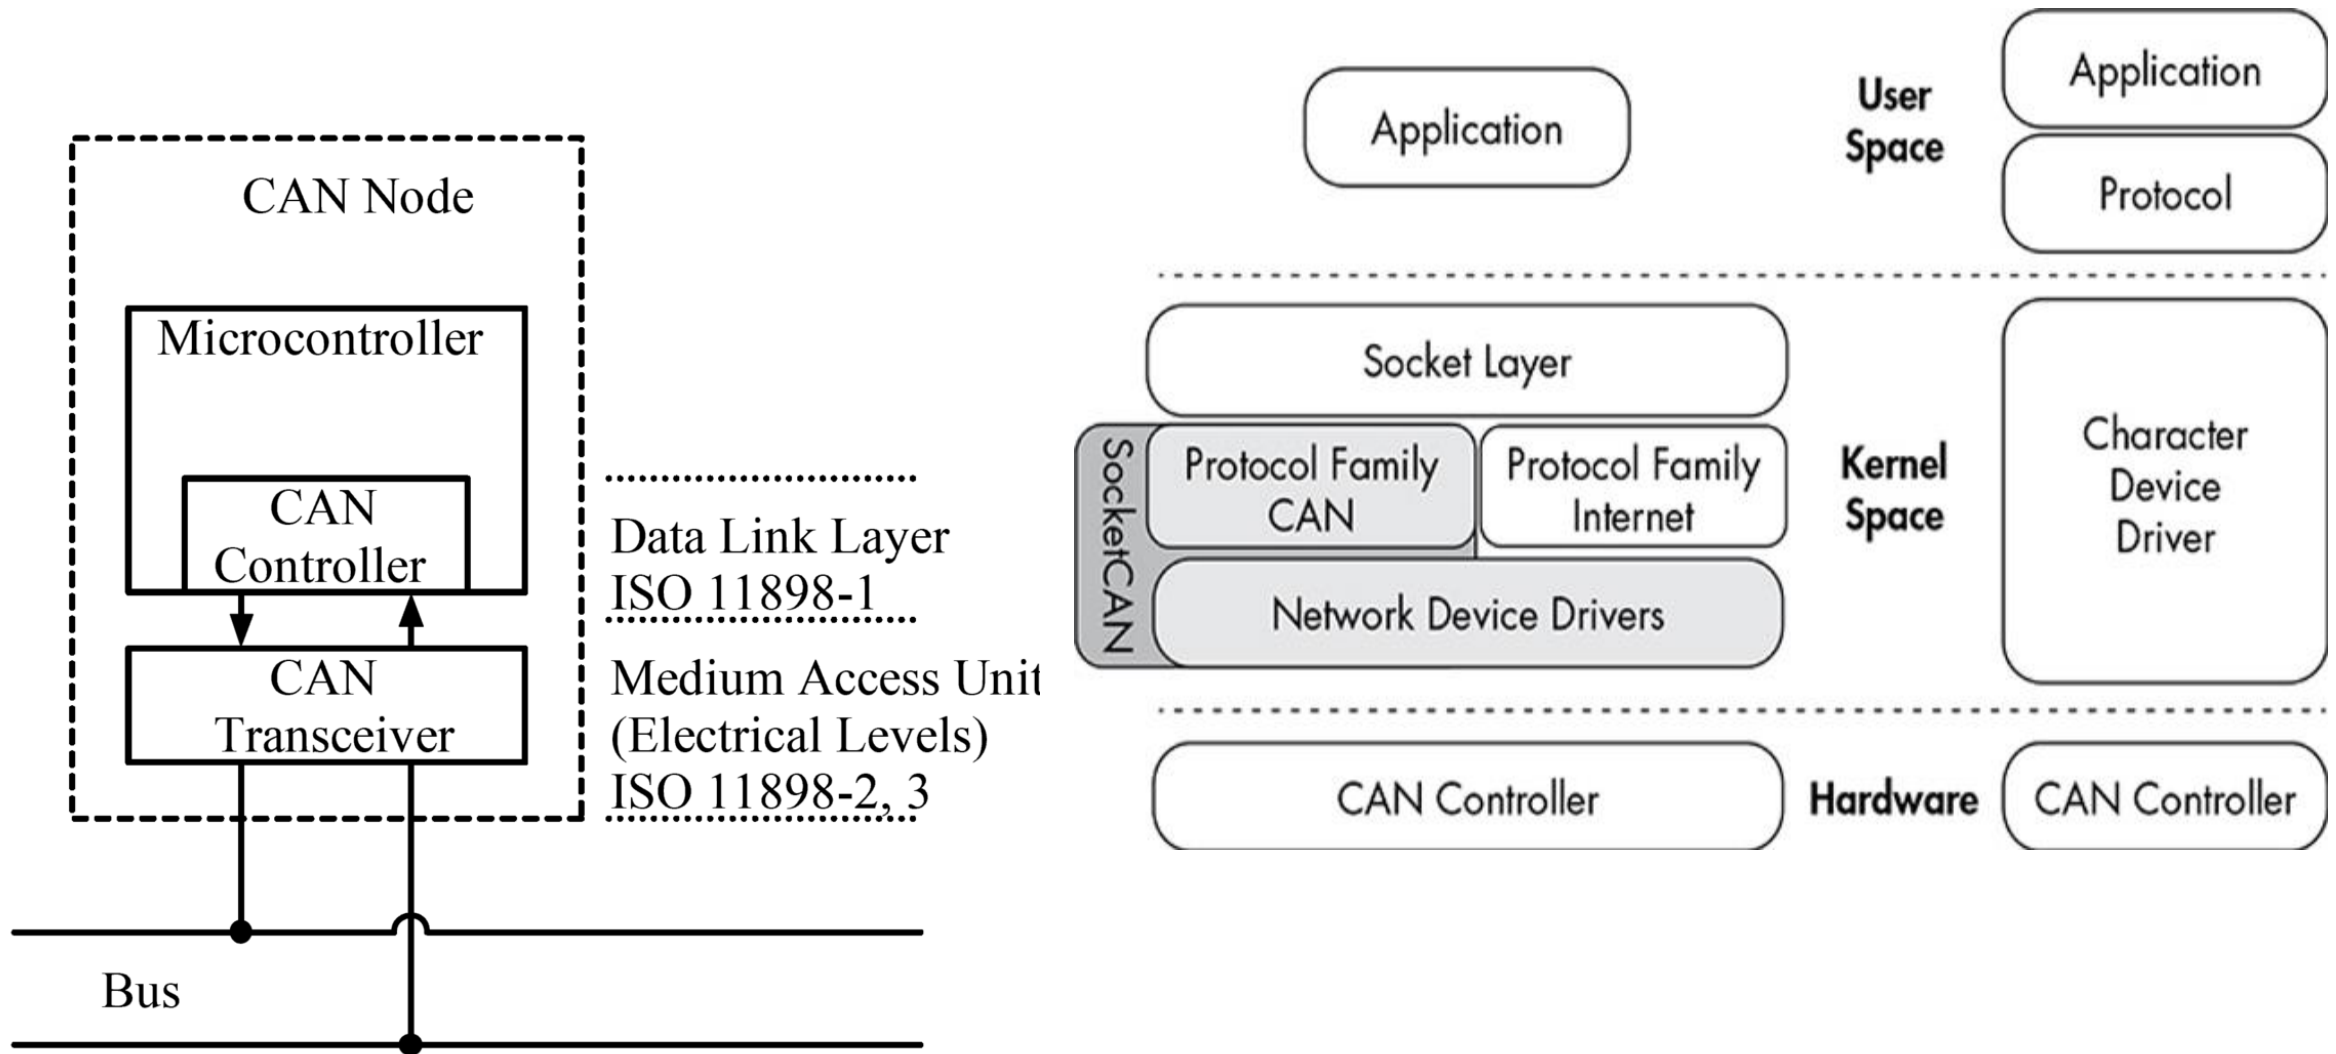 CAN Node
Microcontroller
CAN
Controller
CAN
Transceiver
Data Link Layer
ISO 11898-1
Medium Access Unit
(Electrical Levels)
ISO 11898-2, 3
Bus
Application
User
Space
Application
Protocol
Socket Layer
SocketCAN
Protocol Family
CAN
Protocol Family
Internet
Network Device Drivers
Kernel
Space
Character
Device
Driver
CAN Controller
Hardware
CAN Controller